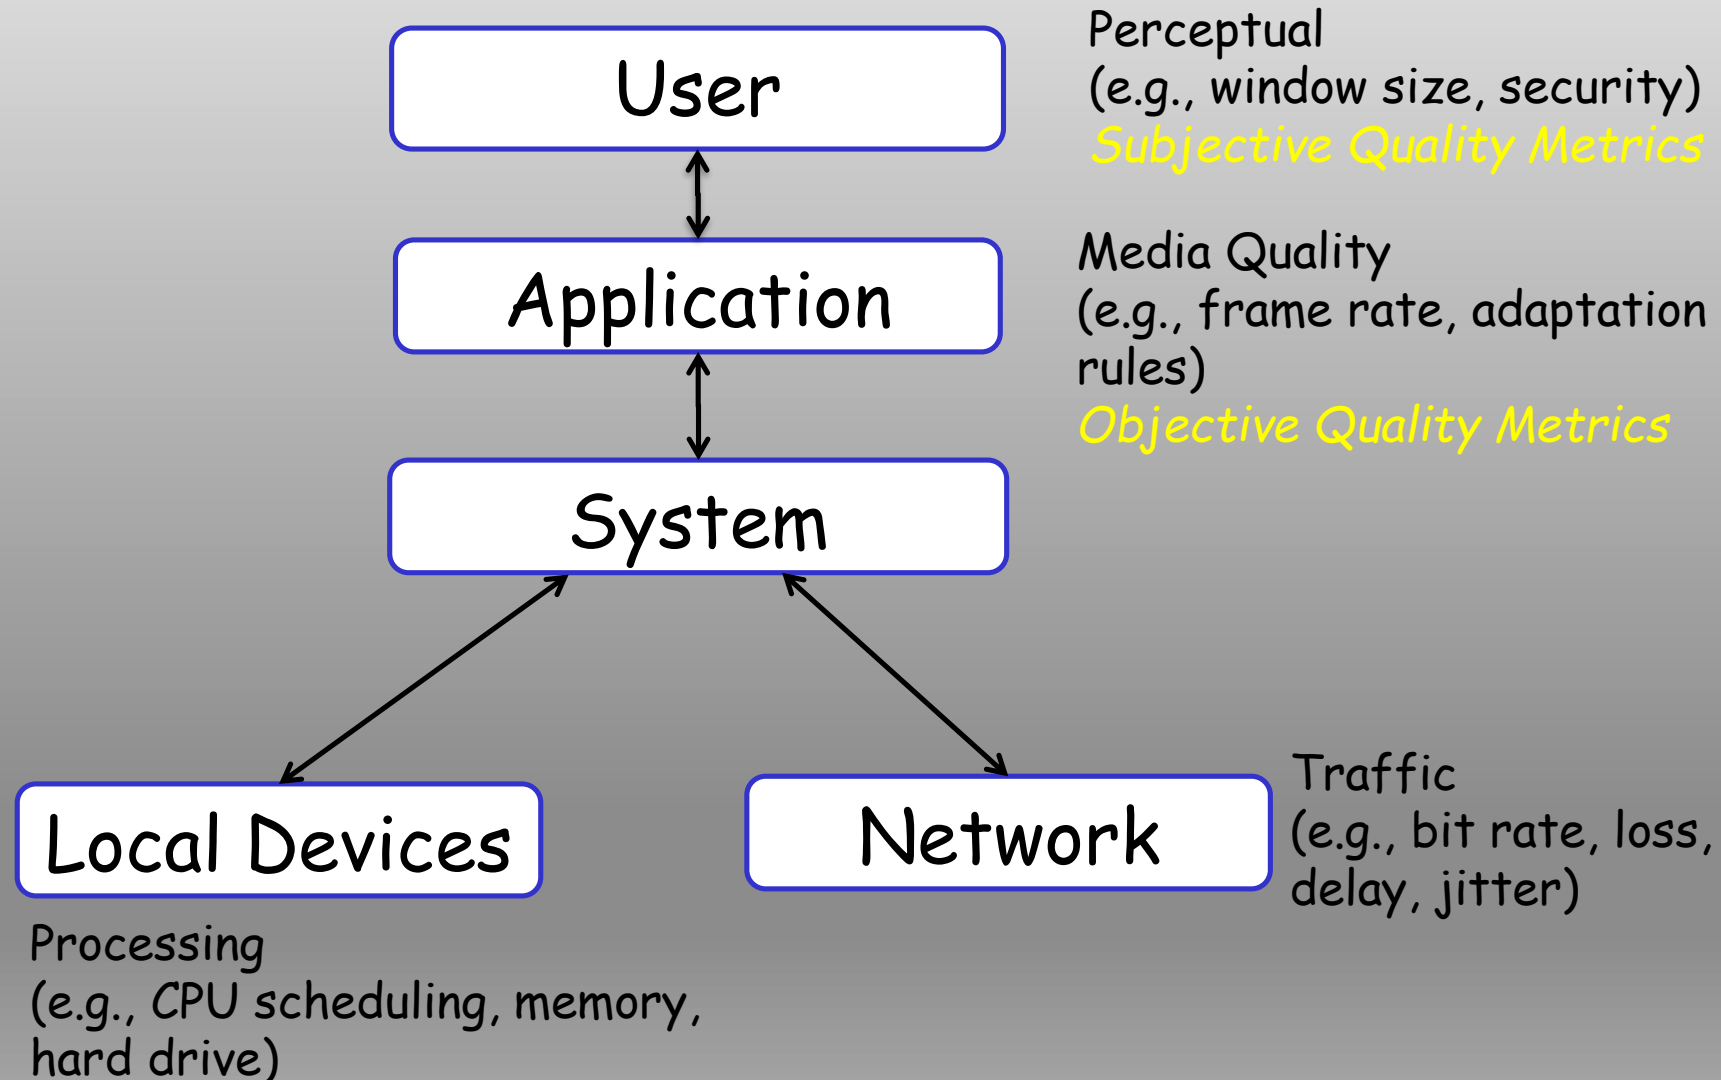 User
Perceptual
(e.g., window size, security)
Subjective Quality Metrics
Application
Media Quality
(e.g., frame rate, adaptation
rules)
Objective Quality Metrics
System
Local Devices
Processing
(e.g., CPU scheduling, memory,
hard drive)
Network
Traffic
(e.g., bit rate, loss,
delay, jitter)